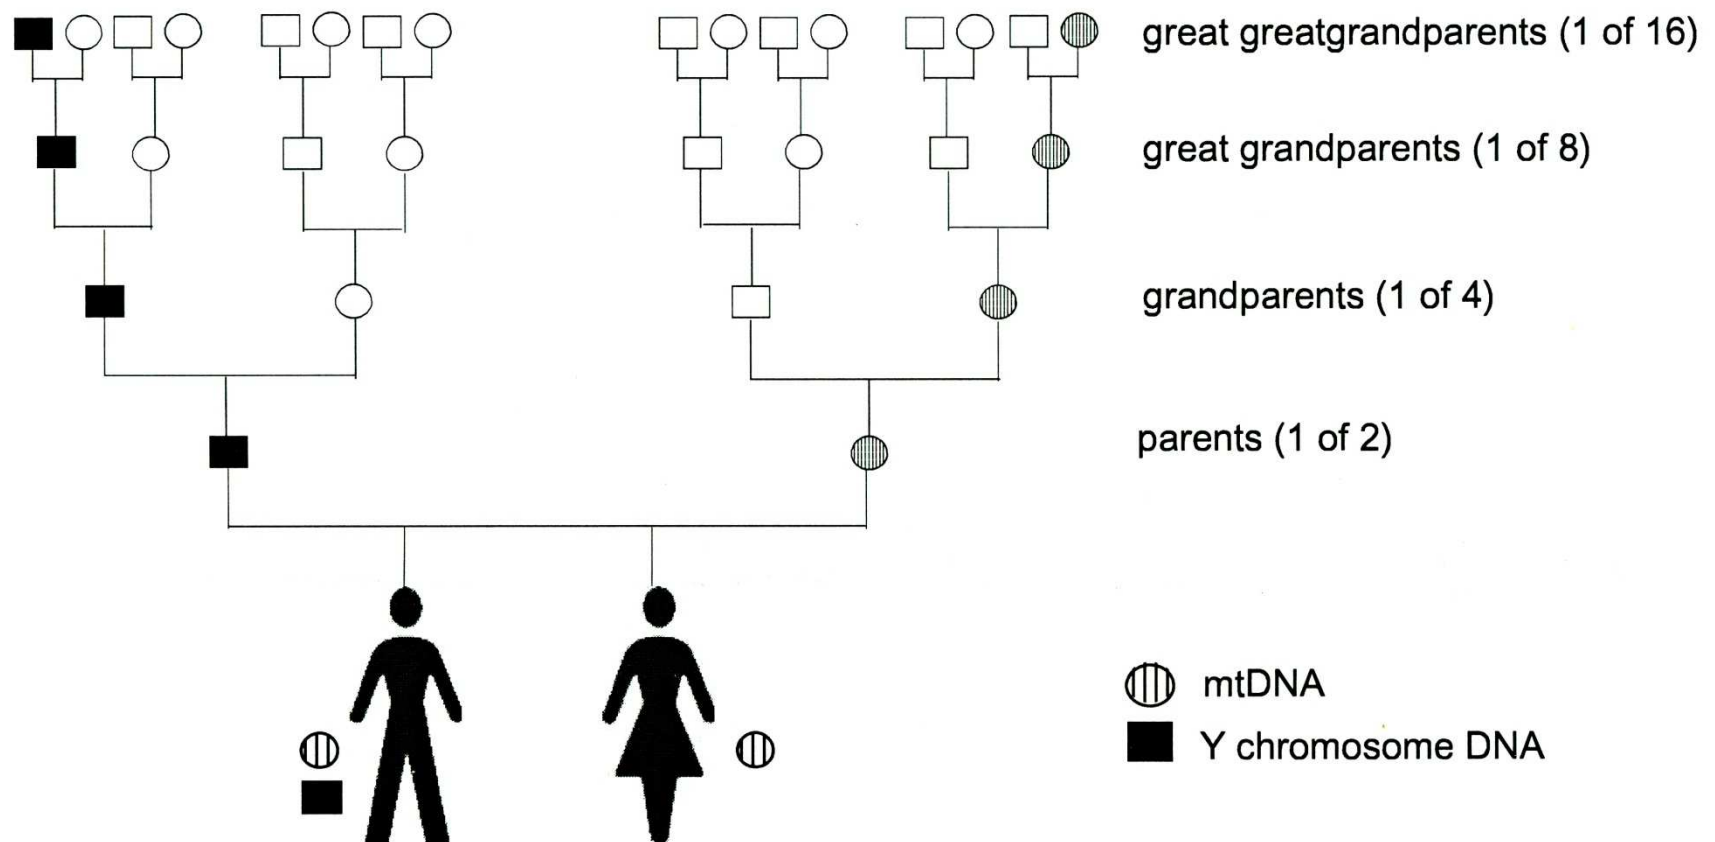 great greatgrandparents (1 of 16)
great grandparents (1 of 8)
grandparents (1 of 4)
parents (1 of 2)
mtDNA
Y chromosome DNA